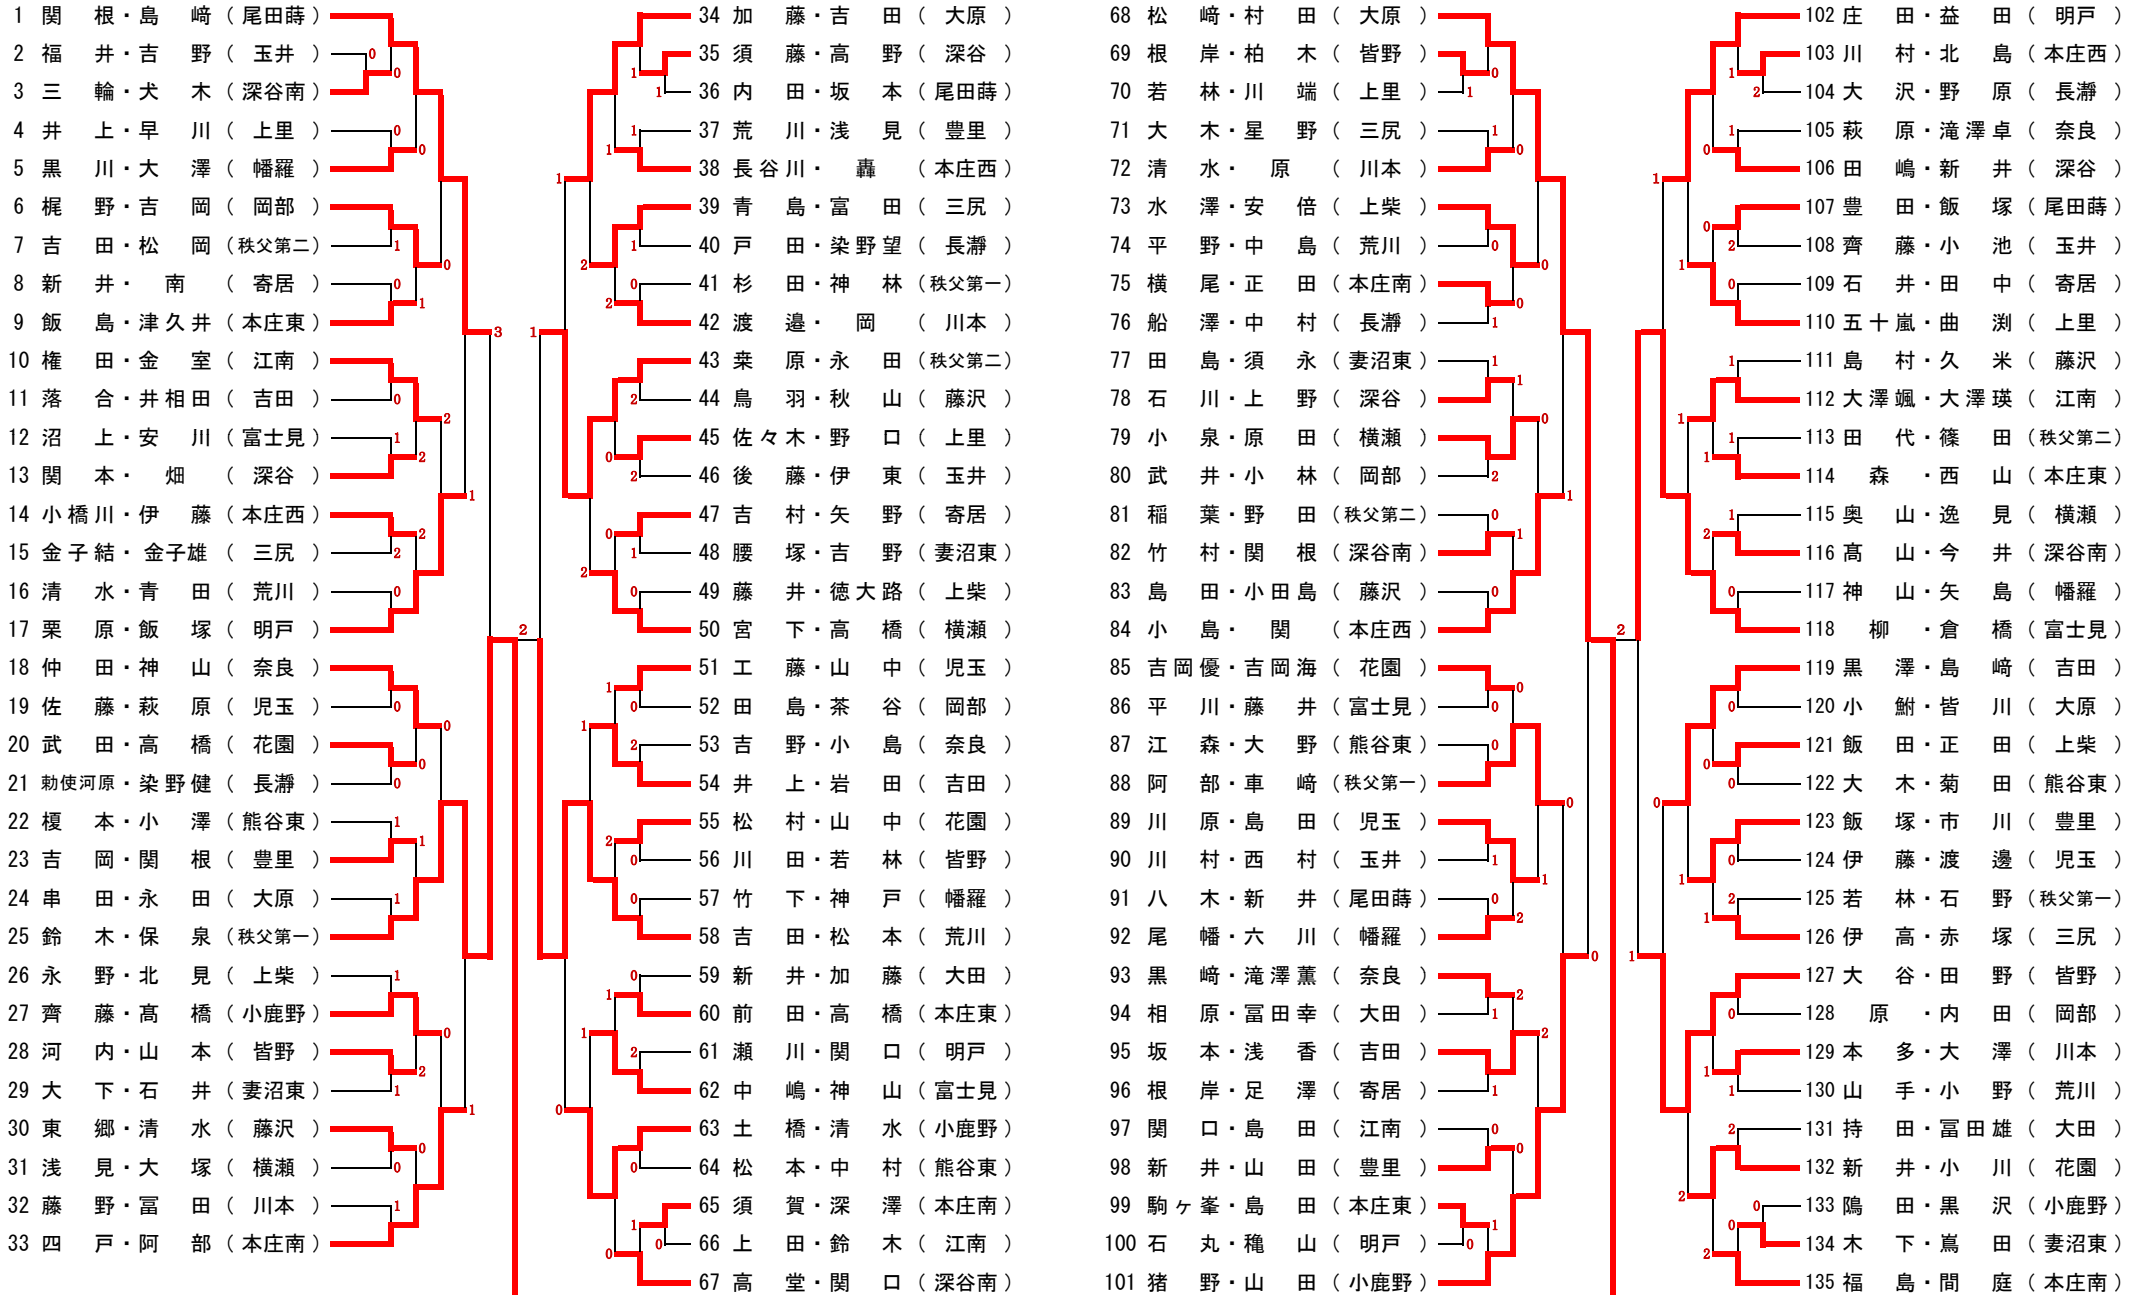 1 関根・島﨑 (尾田蒔)
2 福井・吉野 (玉井)
3 三輪・犬木 (深谷南)
4 井上・早川 (上里)
5 黒川・大澤 (幡羅)
6 梶野・吉岡 (岡部)
7 吉田・松岡 (秩父第二)
8 新井・南 (寄居)
9 飯島・津久井 (本庄東)
10 権田・金室 (江南)
11 落合・井相田 (吉田)
12 沼上・安川 (富士見)
13 関本・畑 (深谷)
14 小橋川・伊藤 (本庄西)
15 金子結・金子雄 (三尻)
16 清水・青田 (荒川)
17 栗原・飯塚 (明戸)
18 仲田・神山 (奈良)
19 佐藤・萩原 (児玉)
20 武田・高橋 (花園)
21 勅使河原・染野健 (長瀞)
22 榎本・小澤 (熊谷東)
23 吉岡・関根 (豊里)
24 串田・永田 (大原)
25 鈴木・保泉 (秩父第一)
26 永野・北見 (上柴)
27 齊藤・髙橋 (小鹿野)
28 河内・山本 (皆野)
29 大下・石井 (妻沼東)
30 東郷・清水 (藤沢)
31 浅見・大塚 (横瀬)
32 藤野・冨田 (川本)
33 四戸・阿部 (本庄南)
34 加藤・吉田 (大原)
35 須藤・高野 (深谷)
36 内田・坂本 (尾田蒔)
37 荒川・浅見 (豊里)
38 長谷川・轟 (本庄西)
39 青島・富田 (三尻)
40 戸田・染野望 (長瀞)
41 杉田・神林 (秩父第一)
42 渡邉・岡 (川本)
43 桒原・永田 (秩父第二)
44 鳥羽・秋山 (藤沢)
45 佐々木・野口 (上里)
46 後藤・伊東 (玉井)
47 吉村・矢野 (寄居)
48 腰塚・吉野 (妻沼東)
49 藤井・徳大路 (上柴)
50 宮下・高橋 (横瀬)
51 工藤・山中 (児玉)
52 田島・茶谷 (岡部)
53 吉野・小島 (奈良)
54 井上・岩田 (吉田)
55 松村・山中 (花園)
56 川田・若林 (皆野)
57 竹下・神戸 (幡羅)
58 吉田・松本 (荒川)
59 新井・加藤 (大田)
60 前田・高橋 (本庄東)
61 瀬川・関口 (明戸)
62 中嶋・神山 (富士見)
63 土橋・清水 (小鹿野)
64 松本・中村 (熊谷東)
65 須賀・深澤 (本庄南)
66 上田・鈴木 (江南)
67 高堂・関口 (深谷南)
68 松﨑・村田 (大原)
69 根岸・柏木 (皆野)
70 若林・川端 (上里)
71 大木・星野 (三尻)
72 清水・原 (川本)
73 水澤・安倍 (上柴)
74 平野・中島 (荒川)
75 横尾・正田 (本庄南)
76 船澤・中村 (長瀞)
77 田島・須永 (妻沼東)
78 石川・上野 (深谷)
79 小泉・原田 (横瀬)
80 武井・小林 (岡部)
81 稲葉・野田 (秩父第二)
82 竹村・関根 (深谷南)
83 島田・小田島 (藤沢)
84 小島・関 (本庄西)
85 吉岡優・吉岡海 (花園)
86 平川・藤井 (富士見)
87 江森・大野 (熊谷東)
88 阿部・車﨑 (秩父第一)
89 川原・島田 (児玉)
90 川村・西村 (玉井)
91 八木・新井 (尾田蒔)
92 尾幡・六川 (幡羅)
93 黒﨑・滝澤薫 (奈良)
94 相原・冨田幸 (大田)
95 坂本・浅香 (吉田)
96 根岸・足澤 (寄居)
97 関口・島田 (江南)
98 新井・山田 (豊里)
99 駒ヶ峯・島田 (本庄東)
100 石丸・穐山 (明戸)
101 猪野・山田 (小鹿野)
102 庄田・益田 (明戸)
103 川村・北島 (本庄西)
104 大沢・野原 (長瀞)
105 萩原・滝澤卓 (奈良)
106 田嶋・新井 (深谷)
107 豊田・飯塚 (尾田蒔)
108 齊藤・小池 (玉井)
109 石井・田中 (寄居)
110 五十嵐・曲渕 (上里)
111 島村・久米 (藤沢)
112 大澤颯・大澤瑛 (江南)
113 田代・篠田 (秩父第二)
114 森・西山 (本庄東)
115 奥山・逸見 (横瀬)
116 髙山・今井 (深谷南)
117 神山・矢島 (幡羅)
118 柳・倉橋 (富士見)
119 黒澤・島﨑 (吉田)
120 小鮒・皆川 (大原)
121 飯田・正田 (上柴)
122 大木・菊田 (熊谷東)
123 飯塚・市川 (豊里)
124 伊藤・渡邊 (児玉)
125 若林・石野 (秩父第一)
126 伊高・赤塚 (三尻)
127 大谷・田野 (皆野)
128 原・内田 (岡部)
129 本多・大澤 (川本)
130 山手・小野 (荒川)
131 持田・冨田雄 (大田)
132 新井・小川 (花園)
133 隝田・黒沢 (小鹿野)
134 木下・嶌田 (妻沼東)
135 福島・間庭 (本庄南)